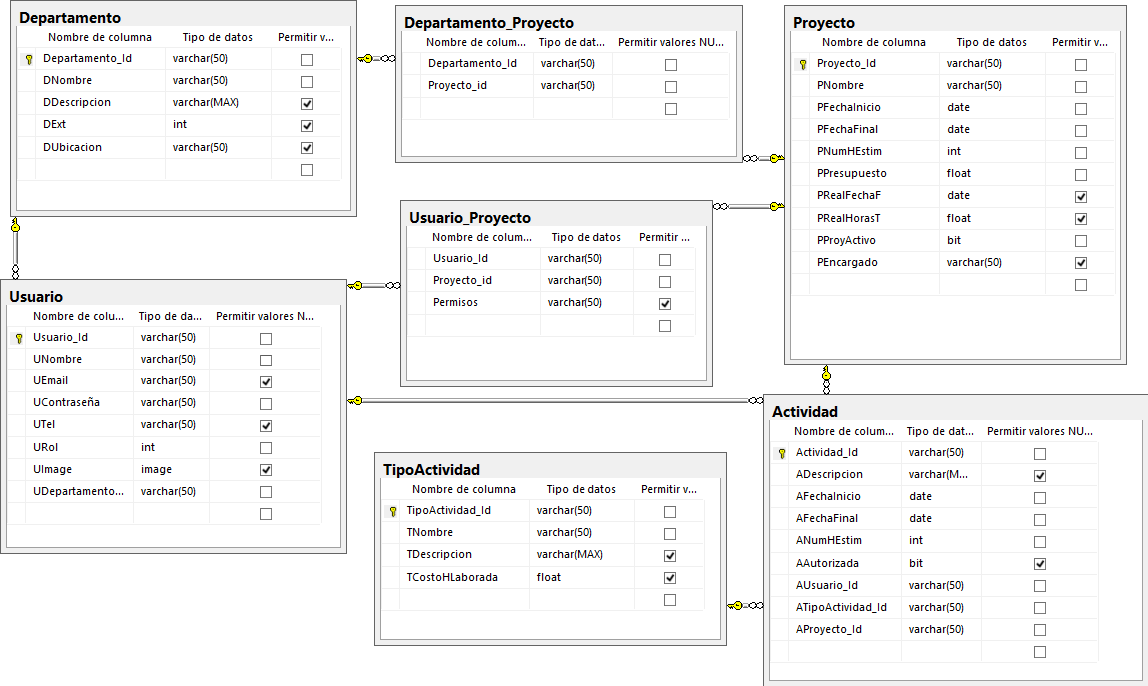 Departamento
Nombre de columna Tipo de datos Permitir v...
Departamento_Id varchar(50)
DNombre varchar(50)
DDescripcion varchar(MAX)
DExt int
DUbicacion varchar(50)
Departamento_Proyecto
Nombre de colum... Tipo de dat... Permitir valores NU...
Departamento_Id varchar(50)
Proyecto_id varchar(50)
Proyecto
Nombre de columna Tipo de datos Permitir v...
Proyecto_Id varchar(50)
PNombre varchar(50)
PFechaInicio date
PFechaFinal date
PNumHEstim int
PPresupuesto float
PRealFechaF date
PRealHorasT float
PProyActivo bit
PEncargado varchar(50)
Usuario_Proyecto
Nombre de colum... Tipo de datos Permitir ...
Usuario_Id varchar(50)
Proyecto_id varchar(50)
Permisos varchar(50)
Usuario
Nombre de colu... Tipo de da... Permitir valores N...
Usuario_Id varchar(50)
UNombre varchar(50)
UEmail varchar(50)
UContraseña varchar(50)
UTel varchar(50)
URol int
UImage image
UDepartamento... varchar(50)
TipoActividad
Nombre de columna Tipo de datos Permitir v...
TipoActividad_Id varchar(50)
TNombre varchar(50)
TDescripcion varchar(MAX)
TCostoHLaborada float
Actividad
Nombre de colum... Tipo de dat... Permitir valores NU...
Actividad_Id varchar(50)
ADescripcion varchar(M...
AFechaInicio date
AFechaFinal date
ANumHEstim int
AAutorizada bit
AUsuario_Id varchar(50)
ATipoActividad_Id varchar(50)
AProyecto_Id varchar(50)